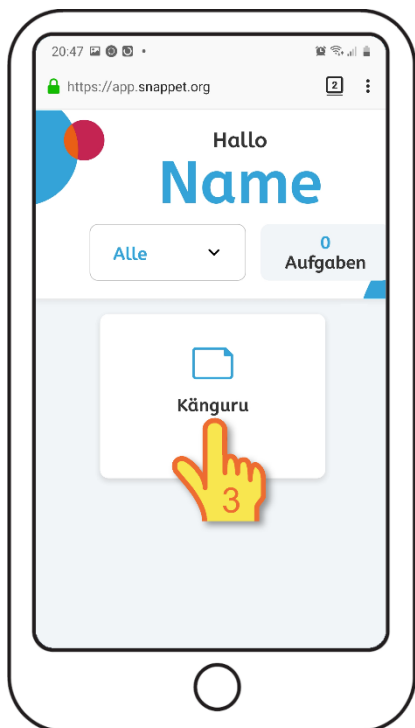 20:47
https://app.snappet.org
2
Hallo
Name
Alle
0
Aufgaben
Känguru
3